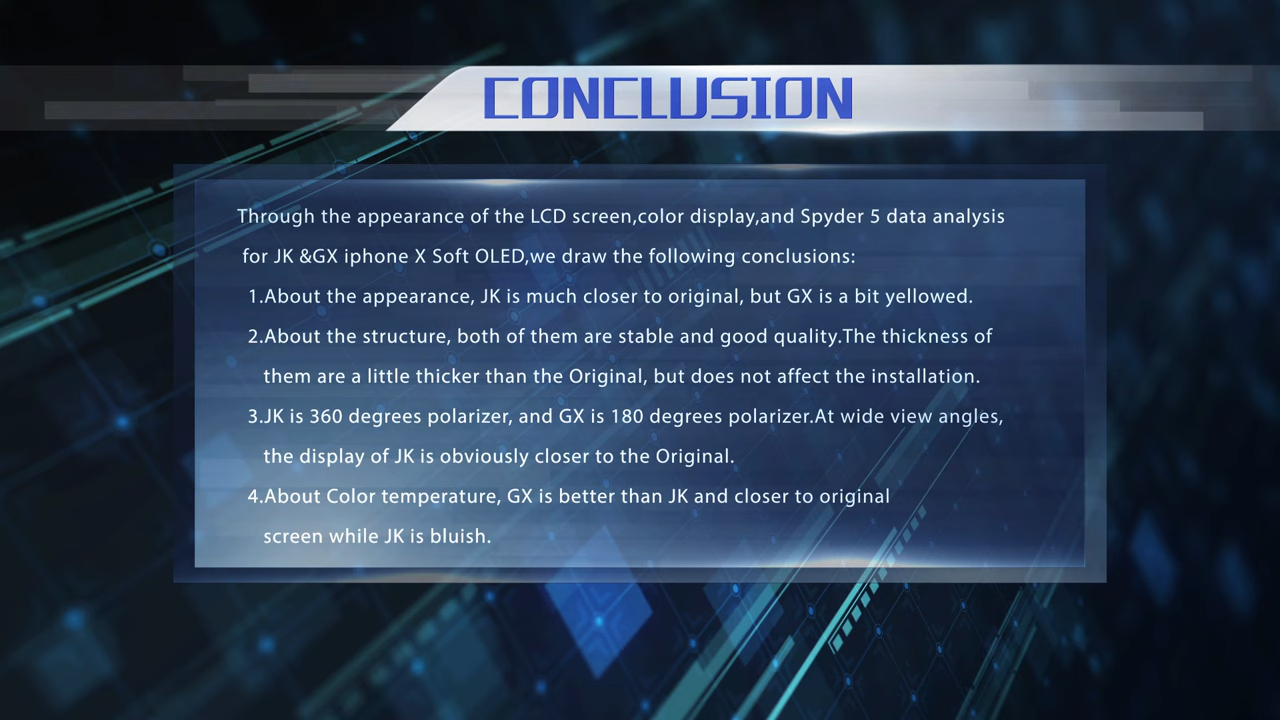 CONCLUSION
Through the appearance of the LCD screen,color display,and Spyder 5 data analysis
for JK &GX iphone X Soft OLED,we draw the following conclusions:
1.About the appearance, JK is much closer to original, but GX is a bit yellowed.
2.About the structure, both of them are stable and good quality.The thickness of
them are a little thicker than the Original, but does not affect the installation.
3.JK is 360 degrees polarizer, and GX is 180 degrees polarizer.At wide view angles,
the display of JK is obviously closer to the Original.
4.About Color temperature, GX is better than JK and closer to original
screen while JK is bluish.